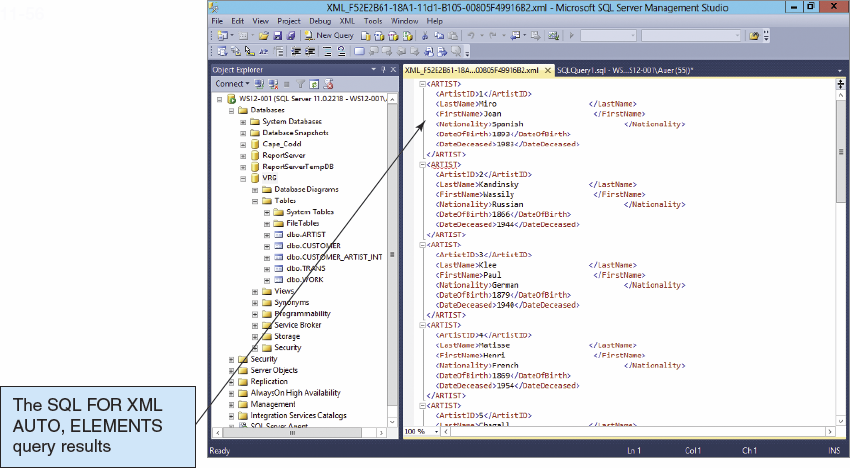 XML_F52E2B61-18A1-11d1-B105-00805F49916B2.xml - Microsoft SQL Server Management Studio
File Edit View Project Debug XML Tools Window Help
New Query
Object Explorer
Connect
WS12-001 (SQL Server 11.0.2218 - WS12-001\
Databases
System Databases
Database Snapshots
Cape_Codd
ReportServer
ReportServerTempDB
VRG
Database Diagrams
Tables
System Tables
FileTables
dbo.ARTIST
dbo.CUSTOMER
dbo.CUSTOMER_ARTIST_INT
dbo.TRANS
dbo.WORK
Views
Synonyms
Programmability
Service Broker
Storage
Security
Security
Server Objects
Replication
AlwaysOn High Availability
Management
Integration Services Catalogs
SQL Server Agent
XML_F52E2B61-18A...00805F49916B2.xml
SQLQuery1.sql - WS...S12-001\Auer (55))*
<ARTIST>
<ArtistID>1</ArtistID>
<LastName>Miro </LastName>
<FirstName>Joan </FirstName>
<Nationality>Spanish </Nationality>
<DateOfBirth>1893</DateOfBirth>
<DateDeceased>1983</DateDeceased>
</ARTIST>
<ARTIST>
<ArtistID>2</ArtistID>
<LastName>Kandinsky </LastName>
<FirstName>Wassily </FirstName>
<Nationality>Russian </Nationality>
<DateOfBirth>1866</DateOfBirth>
<DateDeceased>1944</DateDeceased>
</ARTIST>
<ARTIST>
<ArtistID>3</ArtistID>
<LastName>Klee </LastName>
<FirstName>Paul </FirstName>
<Nationality>German </Nationality>
<DateOfBirth>1879</DateOfBirth>
<DateDeceased>1940</DateDeceased>
</ARTIST>
<ARTIST>
<ArtistID>4</ArtistID>
<LastName>Matisse </LastName>
<FirstName>Henri </FirstName>
<Nationality>French </Nationality>
<DateOfBirth>1869</DateOfBirth>
<DateDeceased>1954</DateDeceased>
</ARTIST>
<ARTIST>
<ArtistID>5</ArtistID>
<LastName>Chagall
100 %
Ready
Ln 1 Col 1 Ch 1 INS
The SQL FOR XML
AUTO, ELEMENTS
query results